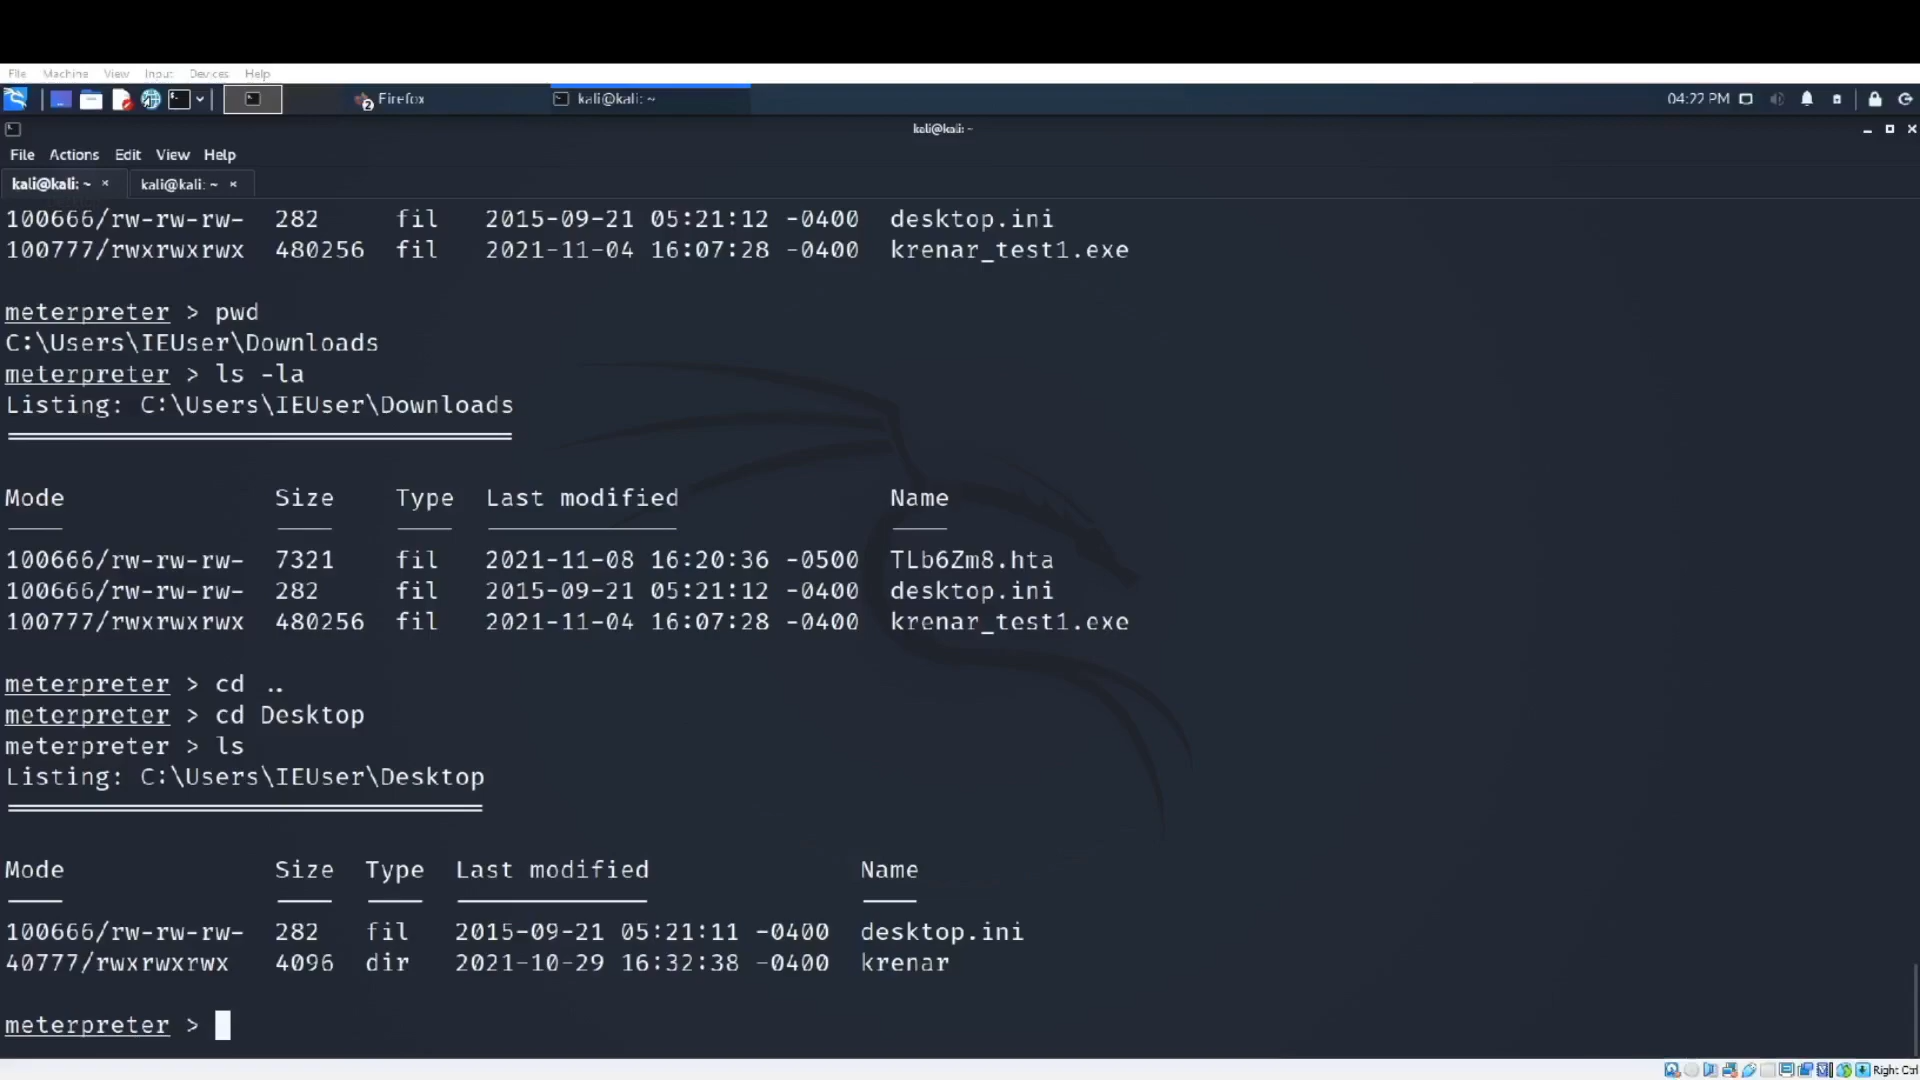 File Machine View Input Devices Help
Firefox kali@kali: ~ 04:22 PM
kali@kali: ~
File Actions Edit View Help
kali@kali: ~ × kali@kali: ~ ×
100666/rw-rw-rw- 282 fil 2015-09-21 05:21:12 -0400 desktop.ini
100777/rwxrwxrwx 480256 fil 2021-11-04 16:07:28 -0400 krenar_test1.exe
meterpreter > pwd
C:\Users\IEUser\Downloads
meterpreter > ls -la
Listing: C:\Users\IEUser\Downloads
Mode Size Type Last modified Name
100666/rw-rw-rw- 7321 fil 2021-11-08 16:20:36 -0500 TLb6Zm8.hta
100666/rw-rw-rw- 282 fil 2015-09-21 05:21:12 -0400 desktop.ini
100777/rwxrwxrwx 480256 fil 2021-11-04 16:07:28 -0400 krenar_test1.exe
meterpreter > cd ..
meterpreter > cd Desktop
meterpreter > ls
Listing: C:\Users\IEUser\Desktop
Mode Size Type Last modified Name
100666/rw-rw-rw- 282 fil 2015-09-21 05:21:11 -0400 desktop.ini
40777/rwxrwxrwx 4096 dir 2021-10-29 16:32:38 -0400 krenar
meterpreter >
Right Ctrl